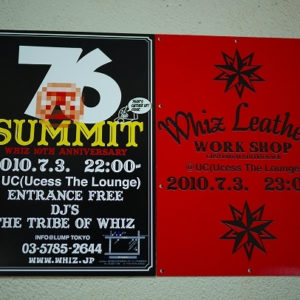 76
SUMMIT
WHIZ 10TH ANNIVERSARY
2010.7.3. 22:00-
UC(Ucess The Lounge)
ENTRANCE FREE
DJ'S
THE TRIBE OF WHIZ
INFO@LUMP TOKYO
03-5785-2644
WWW.WHIZ.JP
Whiz Leather
WORK SHOP
@UC(Ucess The Lounge)
2010.7.3. 23:0